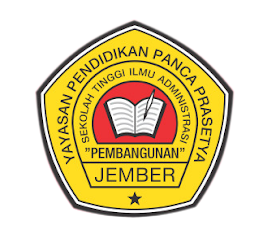 YAYASAN PENDIDIKAN PANCA PRASETYA
SEKOLAH TINGGI ILMU ADMINISTRASI
"PEMBANGUNAN"
JEMBER